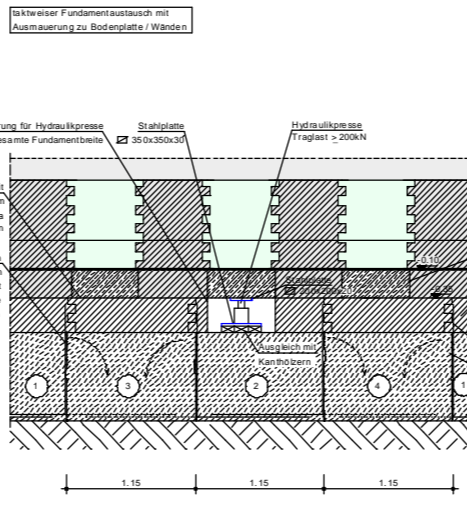 taktweiser Fundamentaustausch mit
Ausmauerung zu Bodenplatte / Wänden
rung für Hydraulikpresse
esamte Fundamentbreite
Stahlplatte
350x350x30
Hydraulikpresse
Traglast > 200kN
-0.10
Stahlplatte
Ausgleich mit
Kanthölzern
1
3
2
4
1
1.15
1.15
1.15